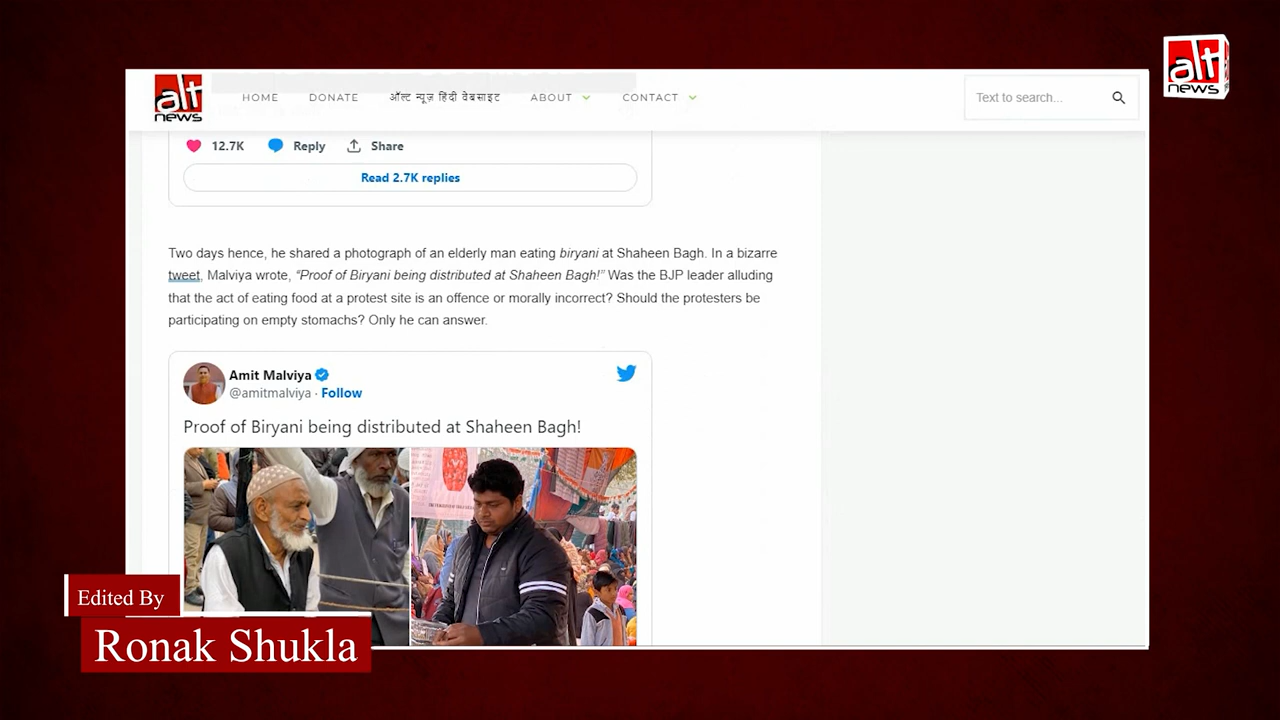 alt
news
HOME DONATE ऑल्ट न्यूज़ हिंदी वेबसाइट ABOUT CONTACT
Text to search...
alt
news
12.7K Reply Share
Read 2.7K replies
Two days hence, he shared a photograph of an elderly man eating biryani at Shaheen Bagh. In a bizarre
tweet, Malviya wrote, “Proof of Biryani being distributed at Shaheen Bagh!” Was the BJP leader alluding
that the act of eating food at a protest site is an offence or morally incorrect? Should the protesters be
participating on empty stomachs? Only he can answer.
Amit Malviya
@amitmalviya · Follow
Proof of Biryani being distributed at Shaheen Bagh!
Edited By
Ronak Shukla